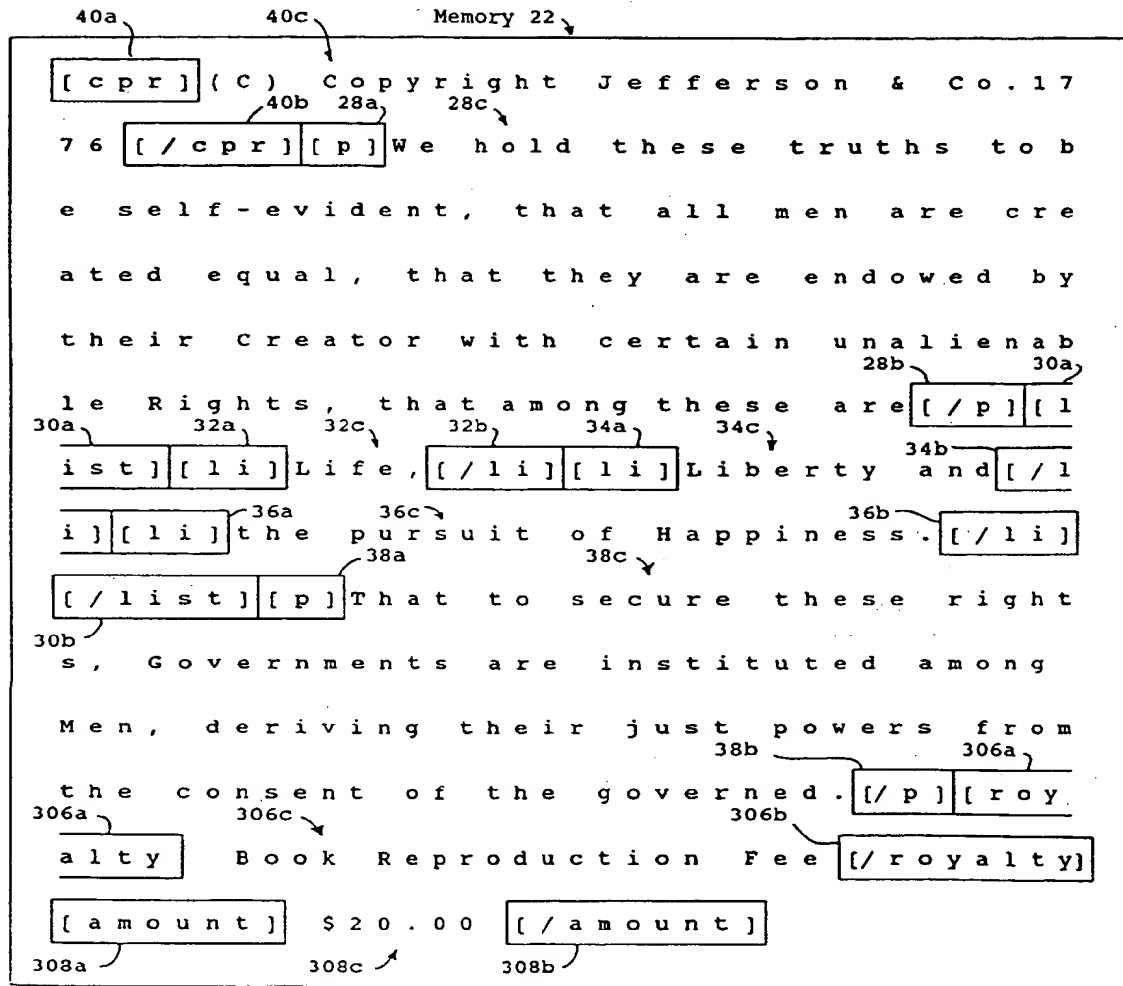 40a 40c Memory 22
[cpr](C) Copyright Jefferson & Co.17
40b 28a 28c
76 [/cpr][p]We hold these truths to b
e self-evident, that all men are cre
ated equal, that they are endowed by
their Creator with certain unalienab
28b 30a
le Rights, that among these are[/p][l
30a 32a 32c 32b 34a 34c 34b
ist][li]Life,[/li][li]Liberty and[/l
36a 36c 36b
i][li]the pursuit of Happiness.[/li]
38a 38c
[/list][p]That to secure these right
30b
s, Governments are instituted among
Men, deriving their just powers from
38b 306a
the consent of the governed.[/p][roy
306a 306c 306b
alty Book Reproduction Fee[/royalty]
[amount] $20.00 [/amount]
308a 308c 308b